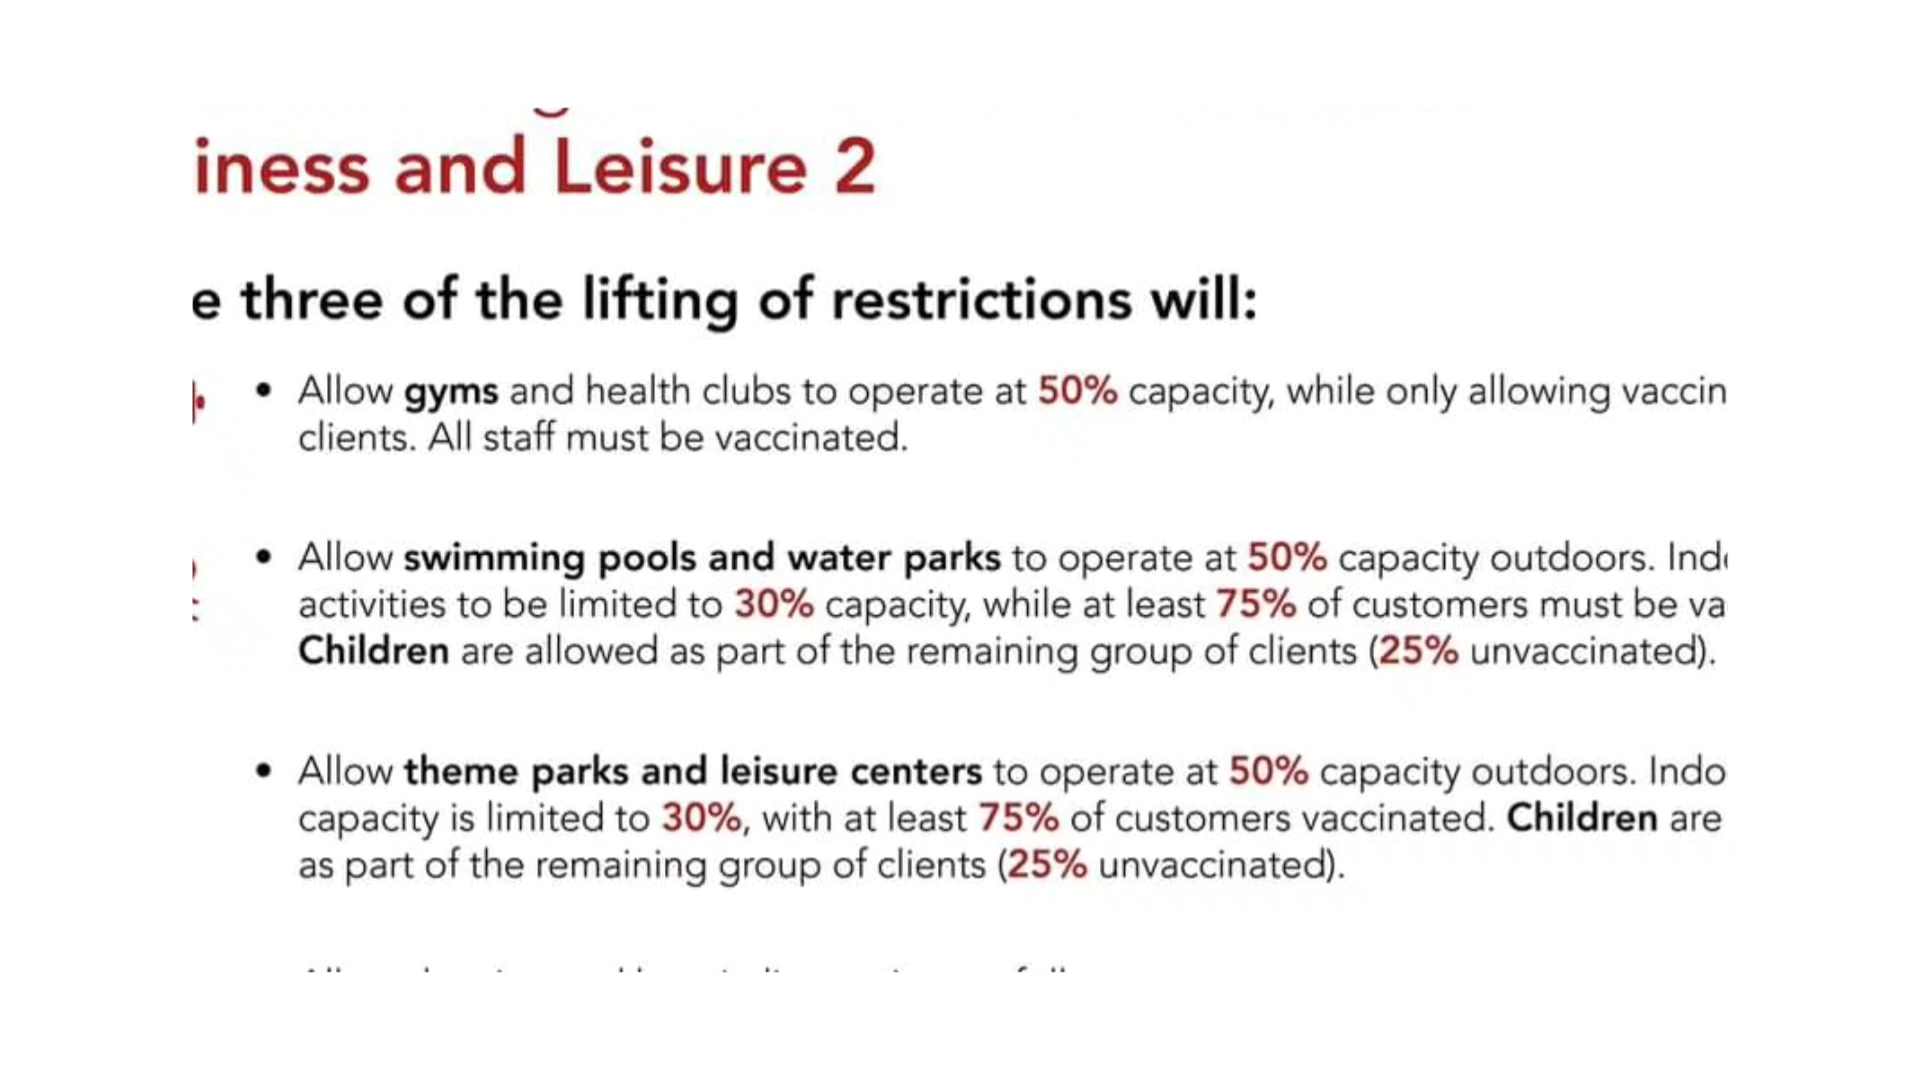 iness and Leisure 2
e three of the lifting of restrictions will:
• Allow gyms and health clubs to operate at 50% capacity, while only allowing vaccin
clients. All staff must be vaccinated.
• Allow swimming pools and water parks to operate at 50% capacity outdoors. Ind
activities to be limited to 30% capacity, while at least 75% of customers must be va
Children are allowed as part of the remaining group of clients (25% unvaccinated).
• Allow theme parks and leisure centers to operate at 50% capacity outdoors. Indo
capacity is limited to 30%, with at least 75% of customers vaccinated. Children are
as part of the remaining group of clients (25% unvaccinated).